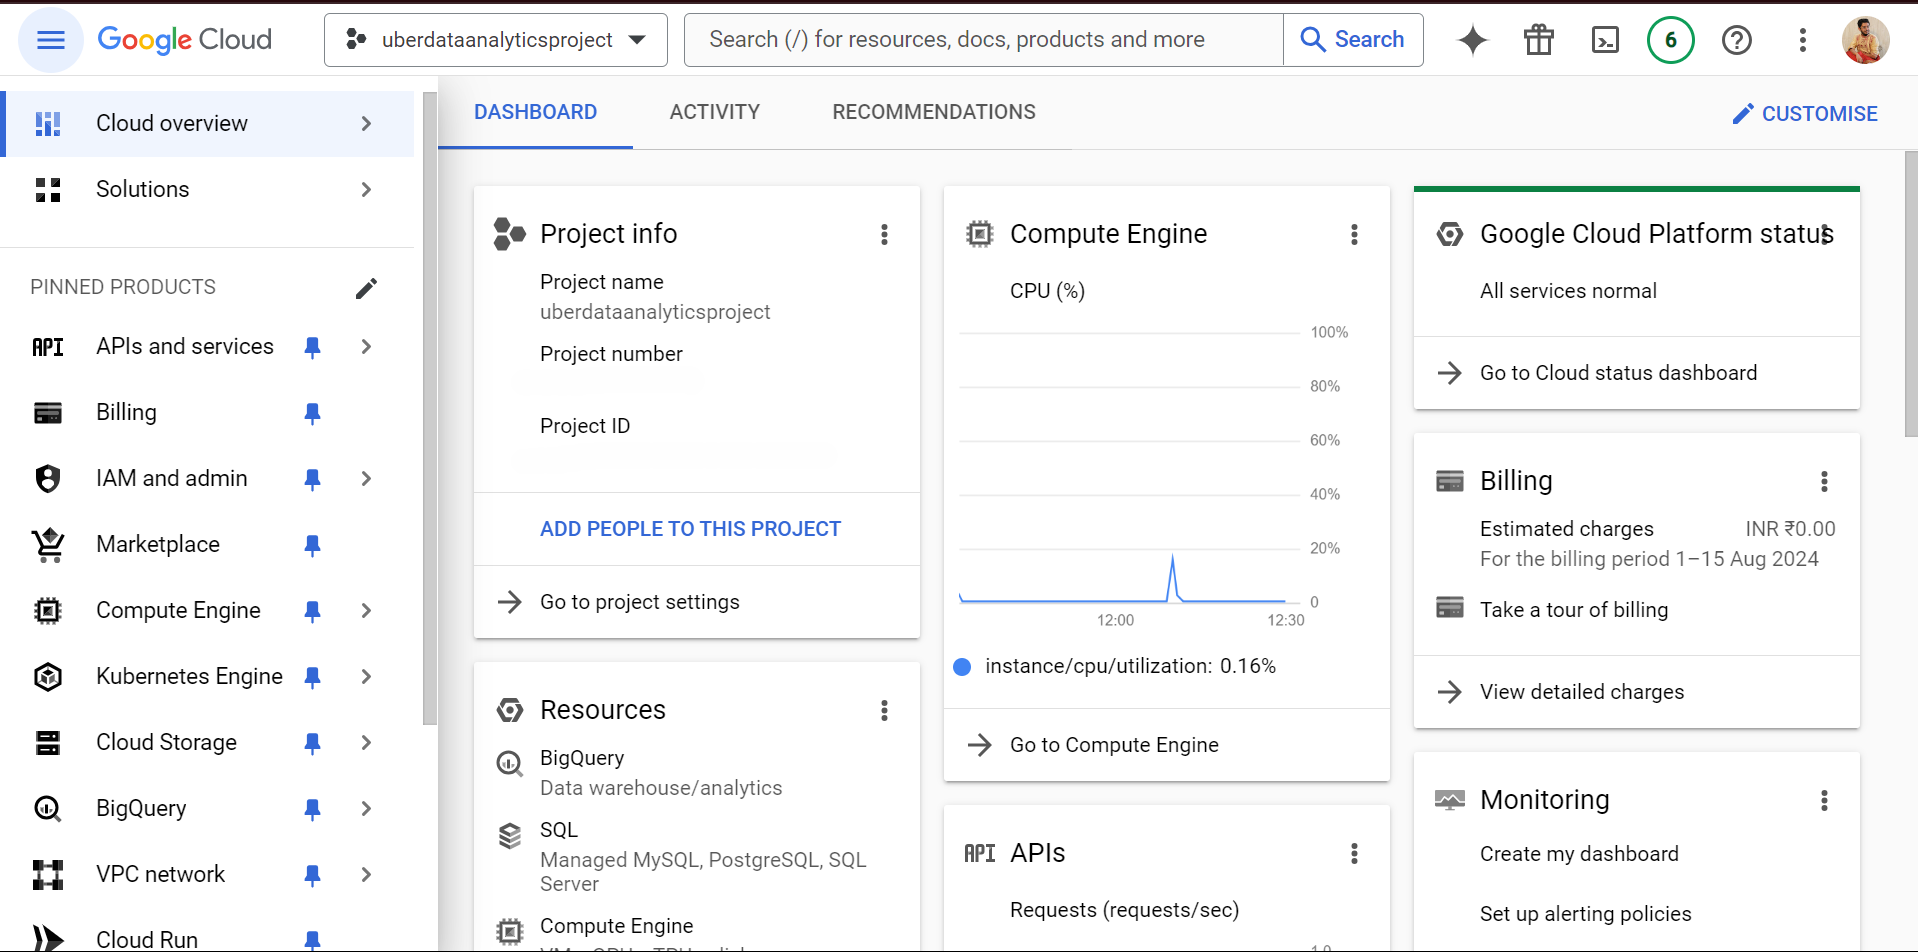 Google Cloud
uberdataanalyticsproject
Search (/) for resources, docs, products and more
Search
6
Cloud overview
Solutions
PINNED PRODUCTS
APIs and services
Billing
IAM and admin
Marketplace
Compute Engine
Kubernetes Engine
Cloud Storage
BigQuery
VPC network
Cloud Run
DASHBOARD
ACTIVITY
RECOMMENDATIONS
CUSTOMISE
Project info
Project name
uberdataanalyticsproject
Project number
Project ID
ADD PEOPLE TO THIS PROJECT
Go to project settings
Resources
BigQuery
Data warehouse/analytics
SQL
Managed MySQL, PostgreSQL, SQL
Server
Compute Engine
Compute Engine
CPU (%)
100%
80%
60%
40%
20%
0
12:00
12:30
instance/cpu/utilization: 0.16%
Go to Compute Engine
API APIs
Requests (requests/sec)
1.0
Google Cloud Platform status
All services normal
Go to Cloud status dashboard
Billing
Estimated charges INR ₹0.00
For the billing period 1–15 Aug 2024
Take a tour of billing
View detailed charges
Monitoring
Create my dashboard
Set up alerting policies